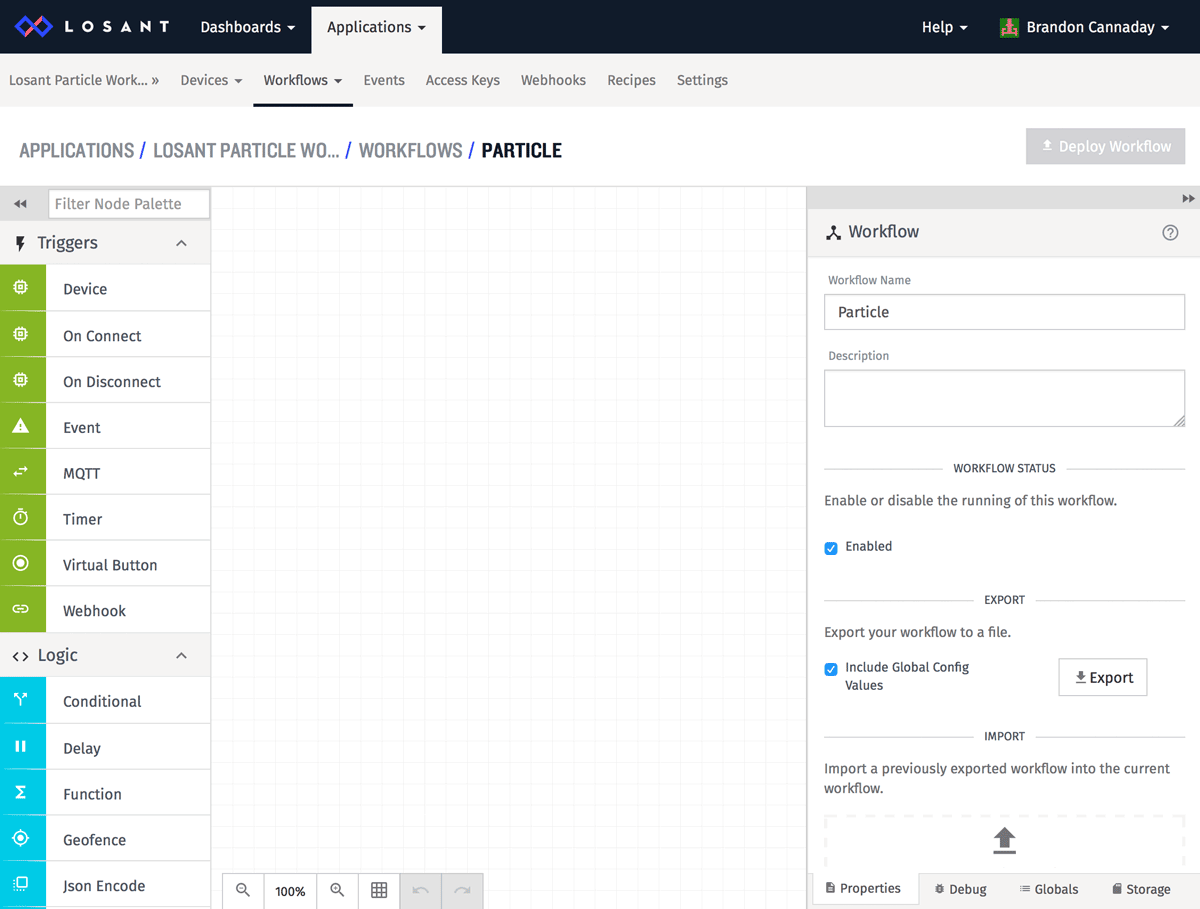 LOSANT Dashboards Applications Help Brandon Cannaday
Losant Particle Work... » Devices Workflows Events Access Keys Webhooks Recipes Settings
APPLICATIONS / LOSANT PARTICLE WO... / WORKFLOWS / PARTICLE
Deploy Workflow
Filter Node Palette
Triggers
Device
On Connect
On Disconnect
Event
MQTT
Timer
Virtual Button
Webhook
Logic
Conditional
Delay
Function
Geofence
Json Encode
100%
Workflow
Workflow Name
Particle
Description
WORKFLOW STATUS
Enable or disable the running of this workflow.
Enabled
EXPORT
Export your workflow to a file.
Include Global Config
Values
Export
IMPORT
Import a previously exported workflow into the current
workflow.
Properties Debug Globals Storage